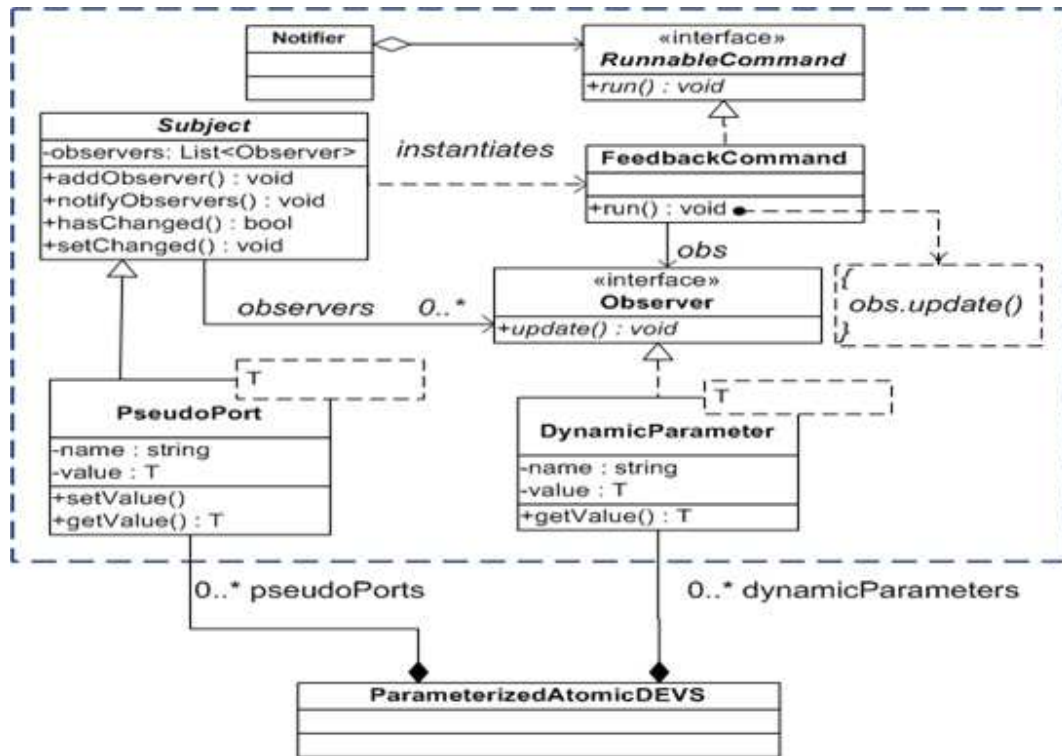 Notifier
«interface»
RunnableCommand
+run() : void
Subject
-observers: List<Observer>
+addObserver() : void
+notifyObservers() : void
+hasChanged() : bool
+setChanged() : void
instantiates
FeedbackCommand
+run() : void
obs
«interface»
Observer
+update() : void
{
obs.update()
}
observers 0..*
T
PseudoPort
-name : string
-value : T
+setValue()
+getValue() : T
T
DynamicParameter
-name : string
-value : T
+getValue() : T
0..* pseudoPorts
0..* dynamicParameters
ParameterizedAtomicDEVS